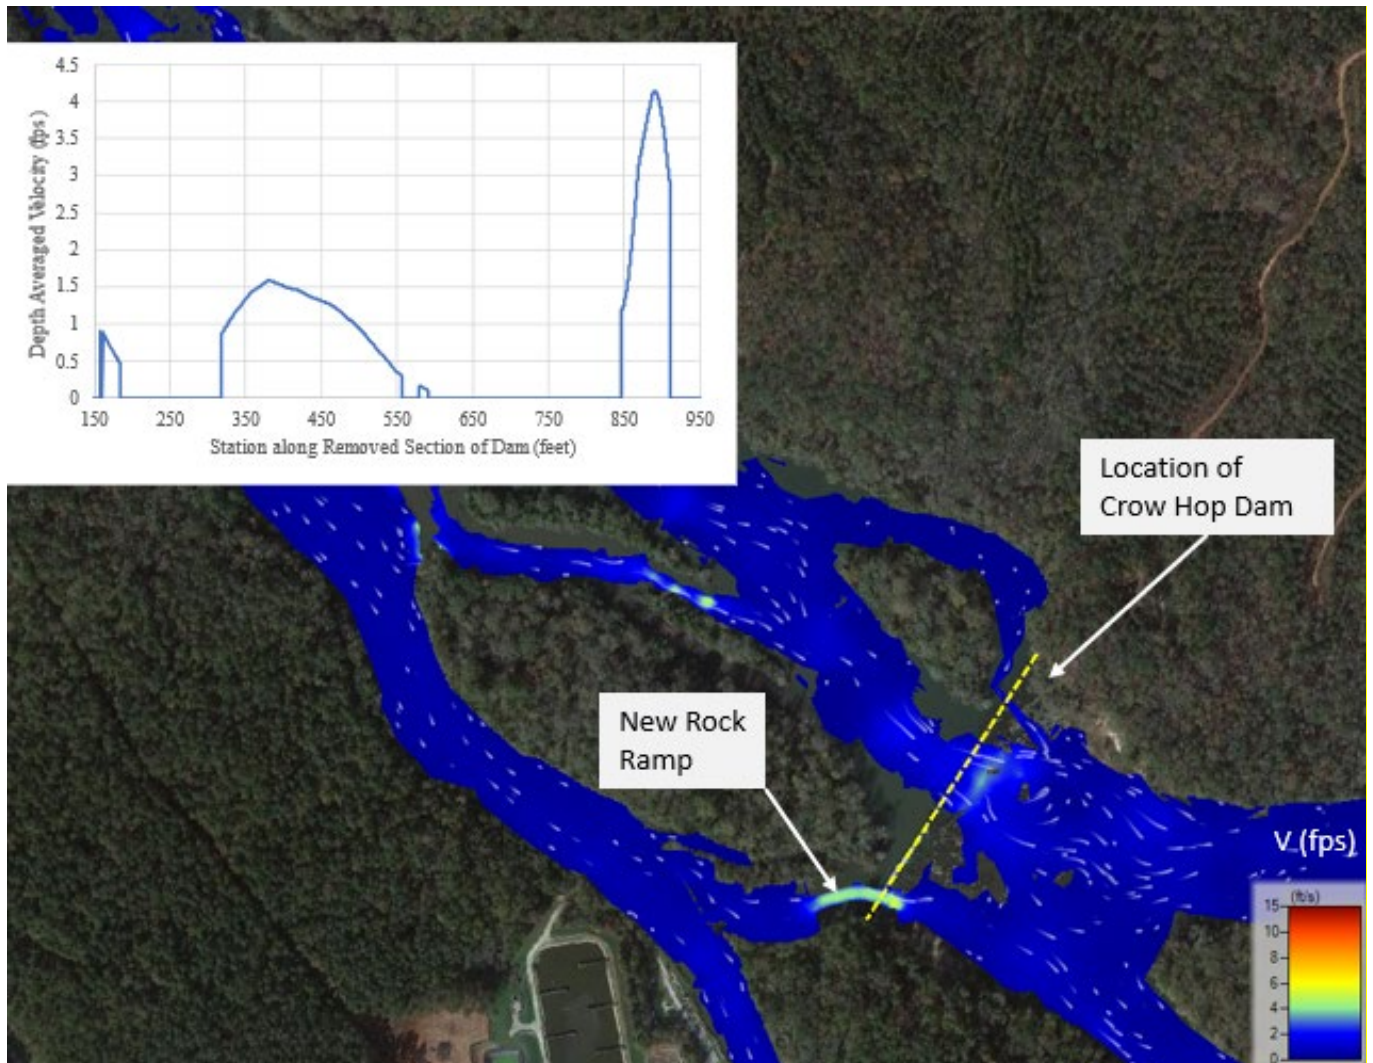 4.5
4
3.5
3
2.5
2
1.5
1
0.5
0
Depth Averaged Velocity (fps)
150 250 350 450 550 650 750 850 950
Station along Removed Section of Dam (feet)
Location of
Crow Hop Dam
New Rock
Ramp
V (fps)
(ft/s)
15
10
8
6
4
2
0